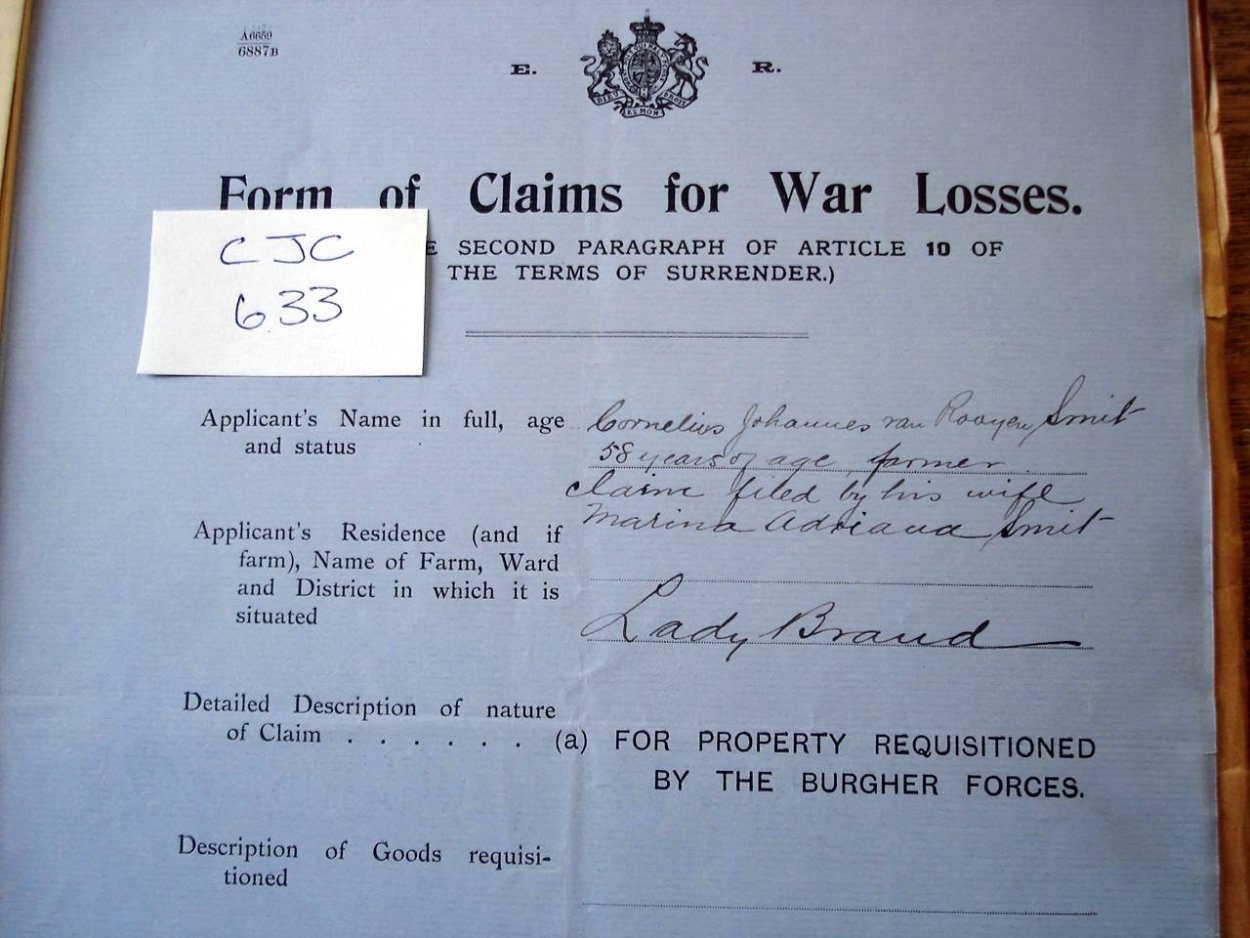 A6659
6887B
E. R.
Form of Claims for War Losses.
SECOND PARAGRAPH OF ARTICLE 10 OF
THE TERMS OF SURRENDER.)
CJC
633
Applicant's Name in full, age Cornelius Johannes van Rooyen Smit
and status 58 years of age farmer.
claim filed by his wife
Marina Adriana Smit
Applicant's Residence (and if
farm), Name of Farm, Ward
and District in which it is
situated Lady Brand
Detailed Description of nature
of Claim . . . . . . (a) FOR PROPERTY REQUISITIONED
BY THE BURGHER FORCES.
Description of Goods requisi-
tioned